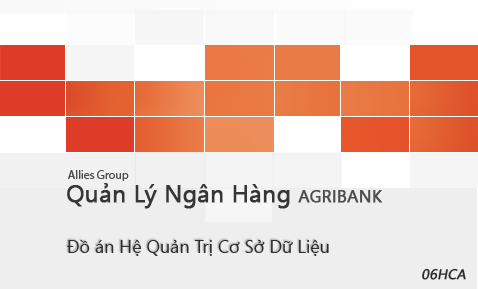 Allies Group
Quản Lý Ngân Hàng AGRIBANK
Đồ án Hệ Quản Trị Cơ Sở Dữ Liệu
06HCA